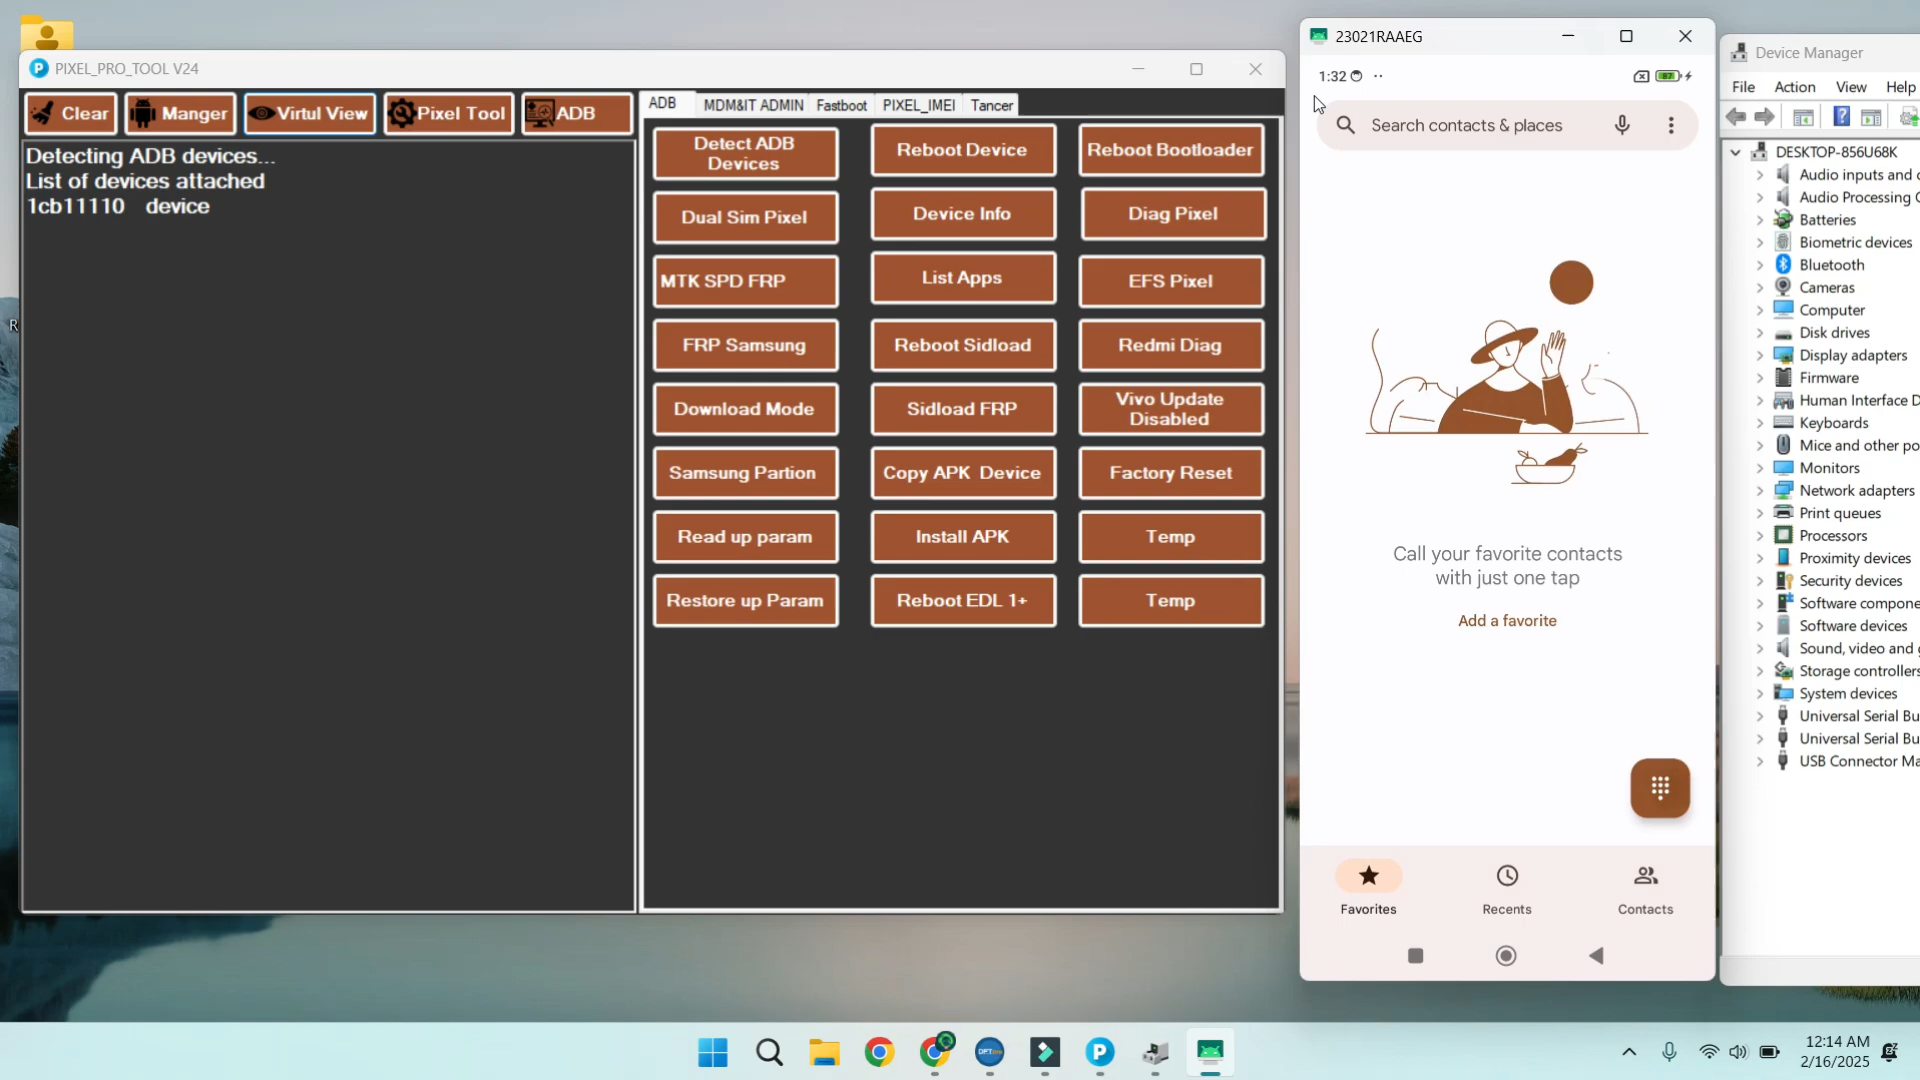 PIXEL_PRO_TOOL V24
Clear
Manger
Virtul View
Pixel Tool
ADB
Detecting ADB devices...
List of devices attached
1cb11110 device
ADB
MDM&IT ADMIN
Fastboot
PIXEL_IMEI
Tancer
Detect ADB
Devices
Reboot Device
Reboot Bootloader
Dual Sim Pixel
Device Info
Diag Pixel
MTK SPD FRP
List Apps
EFS Pixel
FRP Samsung
Reboot Sidload
Redmi Diag
Download Mode
Sidload FRP
Vivo Update
Disabled
Samsung Partion
Copy APK Device
Factory Reset
Read up param
Install APK
Temp
Restore up Param
Reboot EDL 1+
Temp
23021RAAEG
1:32
87
Search contacts & places
Call your favorite contacts
with just one tap
Add a favorite
Favorites
Recents
Contacts
Device Manager
File Action View Help
DESKTOP-856U68K
Audio inputs and
Audio Processing
Batteries
Biometric devices
Bluetooth
Cameras
Computer
Disk drives
Display adapters
Firmware
Human Interface D
Keyboards
Mice and other po
Monitors
Network adapters
Print queues
Processors
Proximity devices
Security devices
Software compone
Software devices
Sound, video and
Storage controllers
System devices
Universal Serial Bu
Universal Serial Bu
USB Connector Ma
R
12:14 AM
2/16/2025